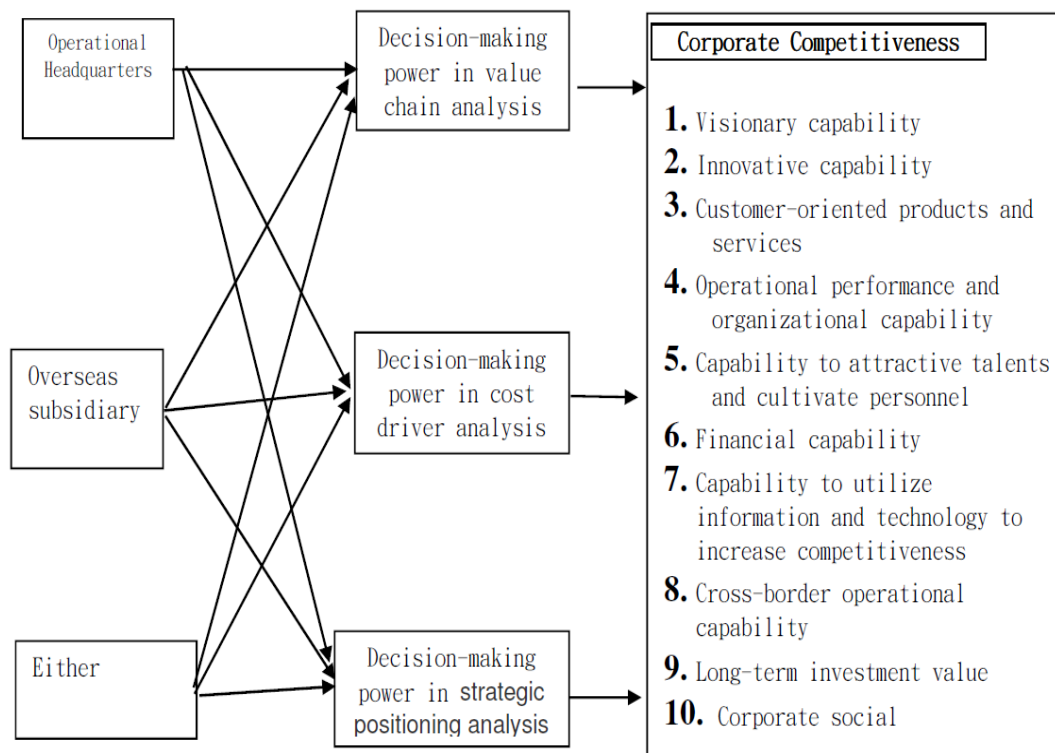 Operational
Headquarters
Decision-making
power in value
chain analysis
Overseas
subsidiary
Decision-making
power in cost
driver analysis
Either
Decision-making
power in strategic
positioning analysis
Corporate Competitiveness
1. Visionary capability
2. Innovative capability
3. Customer-oriented products and
services
4. Operational performance and
organizational capability
5. Capability to attractive talents
and cultivate personnel
6. Financial capability
7. Capability to utilize
information and technology to
increase competitiveness
8. Cross-border operational
capability
9. Long-term investment value
10. Corporate social